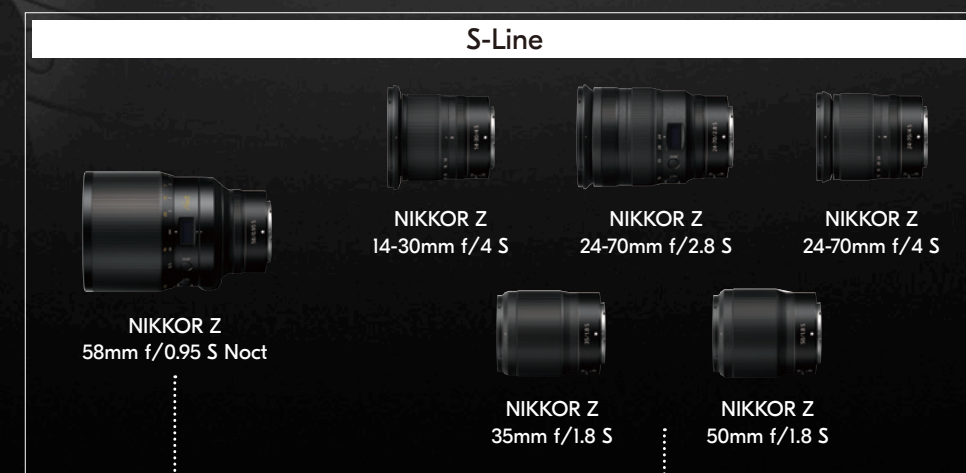 S-Line
NIKKOR Z
14-30mm f/4 S
NIKKOR Z
24-70mm f/2.8 S
NIKKOR Z
24-70mm f/4 S
NIKKOR Z
58mm f/0.95 S Noct
NIKKOR Z
35mm f/1.8 S
NIKKOR Z
50mm f/1.8 S